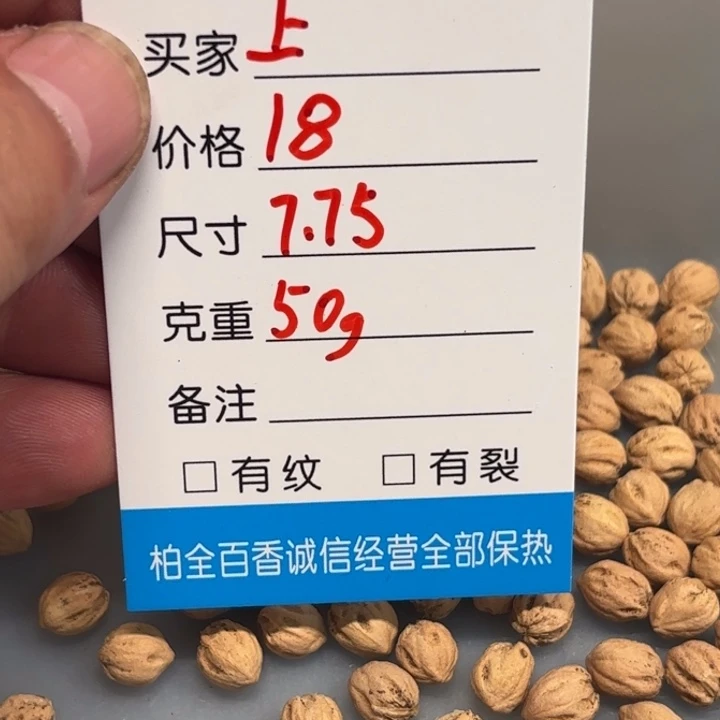 买家 上
价格 18
尺寸 7.75
克重 50g
备注
□ 有纹 □ 有裂
柏全百香诚信经营全部保热